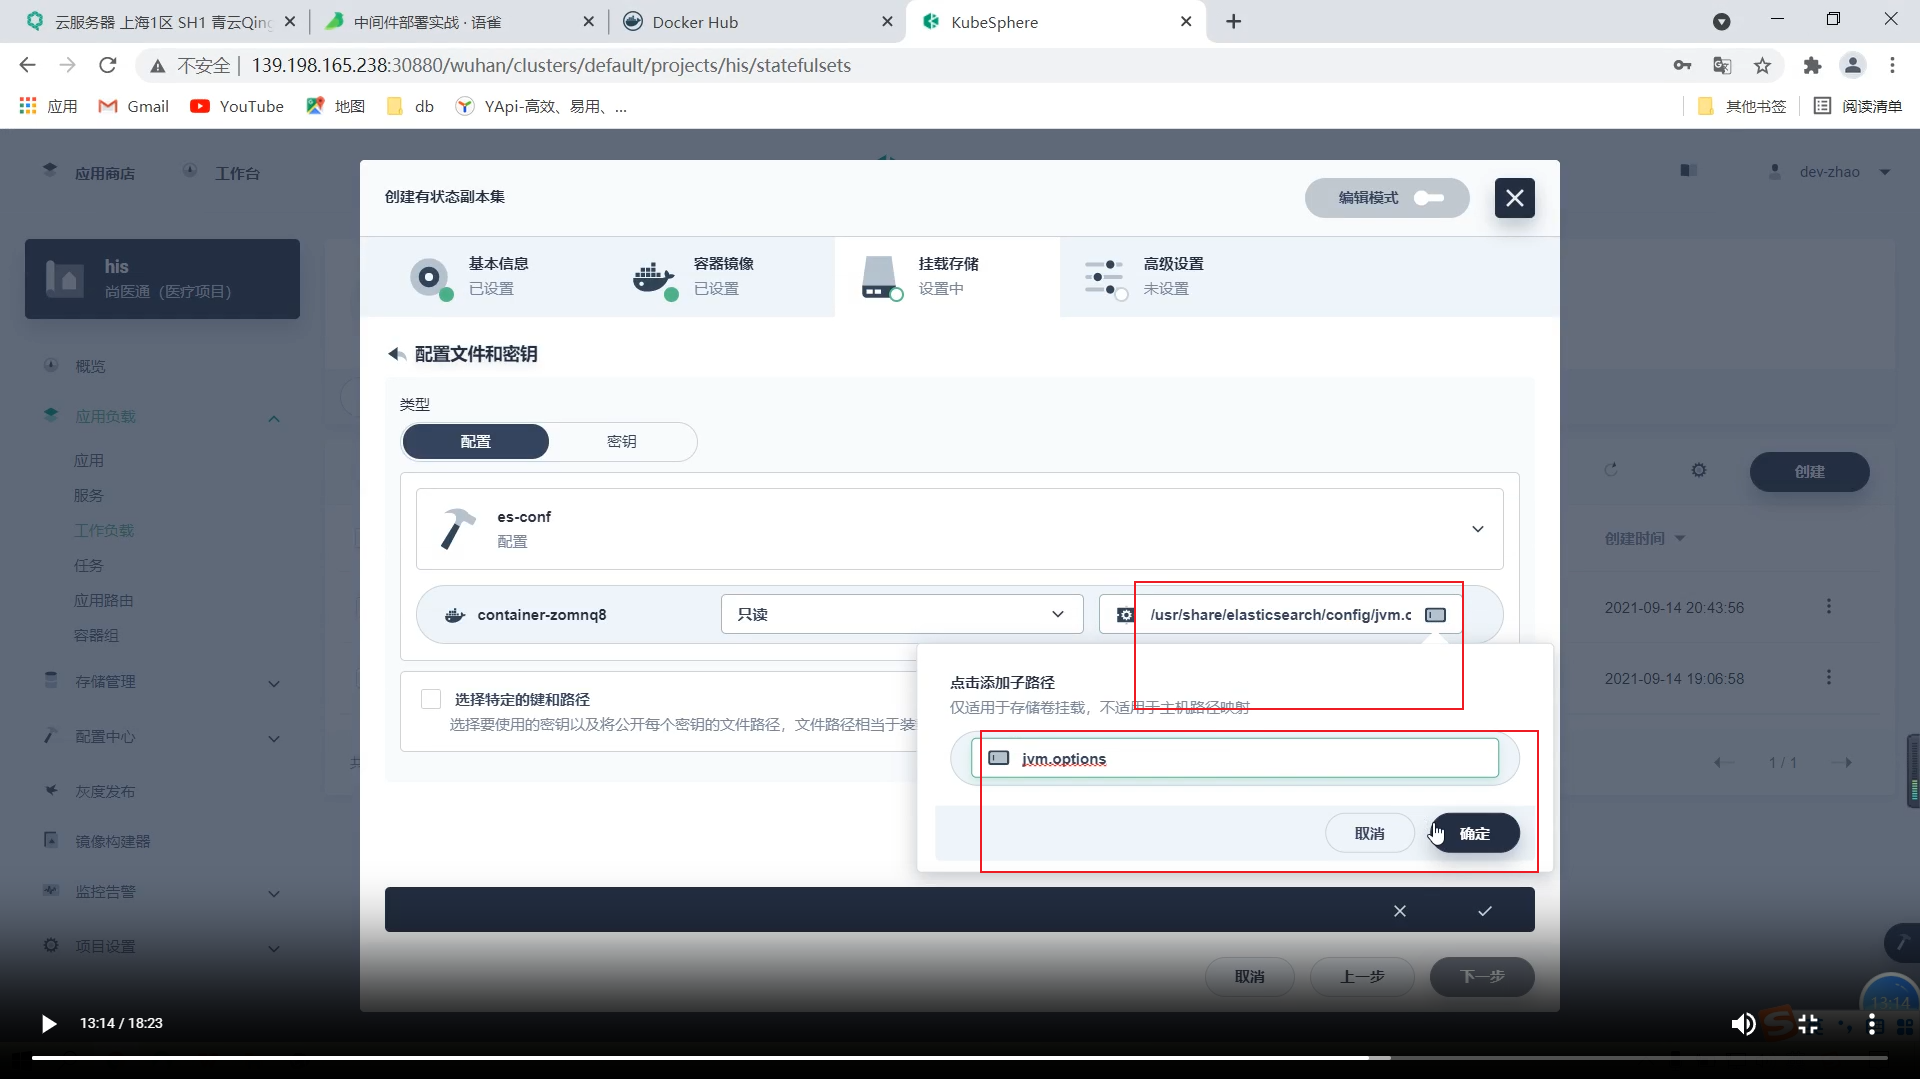 云服务器 上海1区 SH1 青云Qing
中间件部署实战 · 语雀
Docker Hub
KubeSphere
不安全
139.198.165.238:30880/wuhan/clusters/default/projects/his/statefulsets
应用
Gmail
YouTube
地图
db
YApi-高效、易用、...
其他书签
阅读清单
应用商店
工作台
dev-zhao
创建有状态副本集
编辑模式
his
尚医通（医疗项目）
基本信息
已设置
容器镜像
已设置
挂载存储
设置中
高级设置
未设置
概览
应用负载
应用
服务
工作负载
任务
应用路由
容器组
存储管理
配置中心
灰度发布
镜像构建器
监控告警
项目设置
配置文件和密钥
类型
配置
密钥
es-conf
配置
container-zomnq8
只读
/usr/share/elasticsearch/config/jvm.c
选择特定的键和路径
选择要使用的密钥以及将公开每个密钥的文件路径，文件路径相当于装
点击添加子路径
仅适用于存储卷挂载，不适用于主机路径映射
jvm.options
取消
确定
创建
创建时间
2021-09-14 20:43:56
2021-09-14 19:06:58
共
1 / 1
取消
上一步
下一步
13:14 / 18:23
13:14